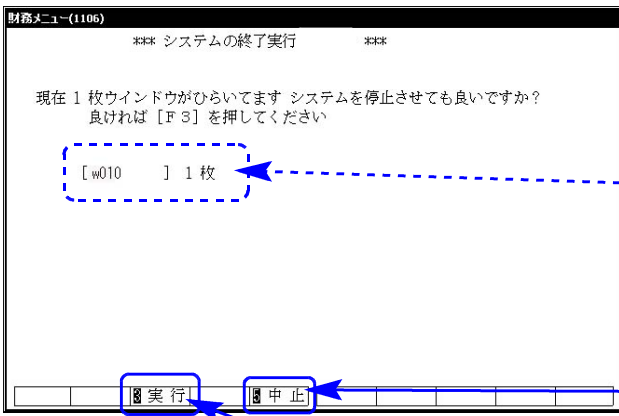 財務メニュー(1106)
*** システムの終了実行 ***
現在 1 枚ウインドウがひらいてます システムを停止させても良いですか？
良ければ［F３］を押してください
[ w010 ] 1 枚
3 実 行 5 中 止